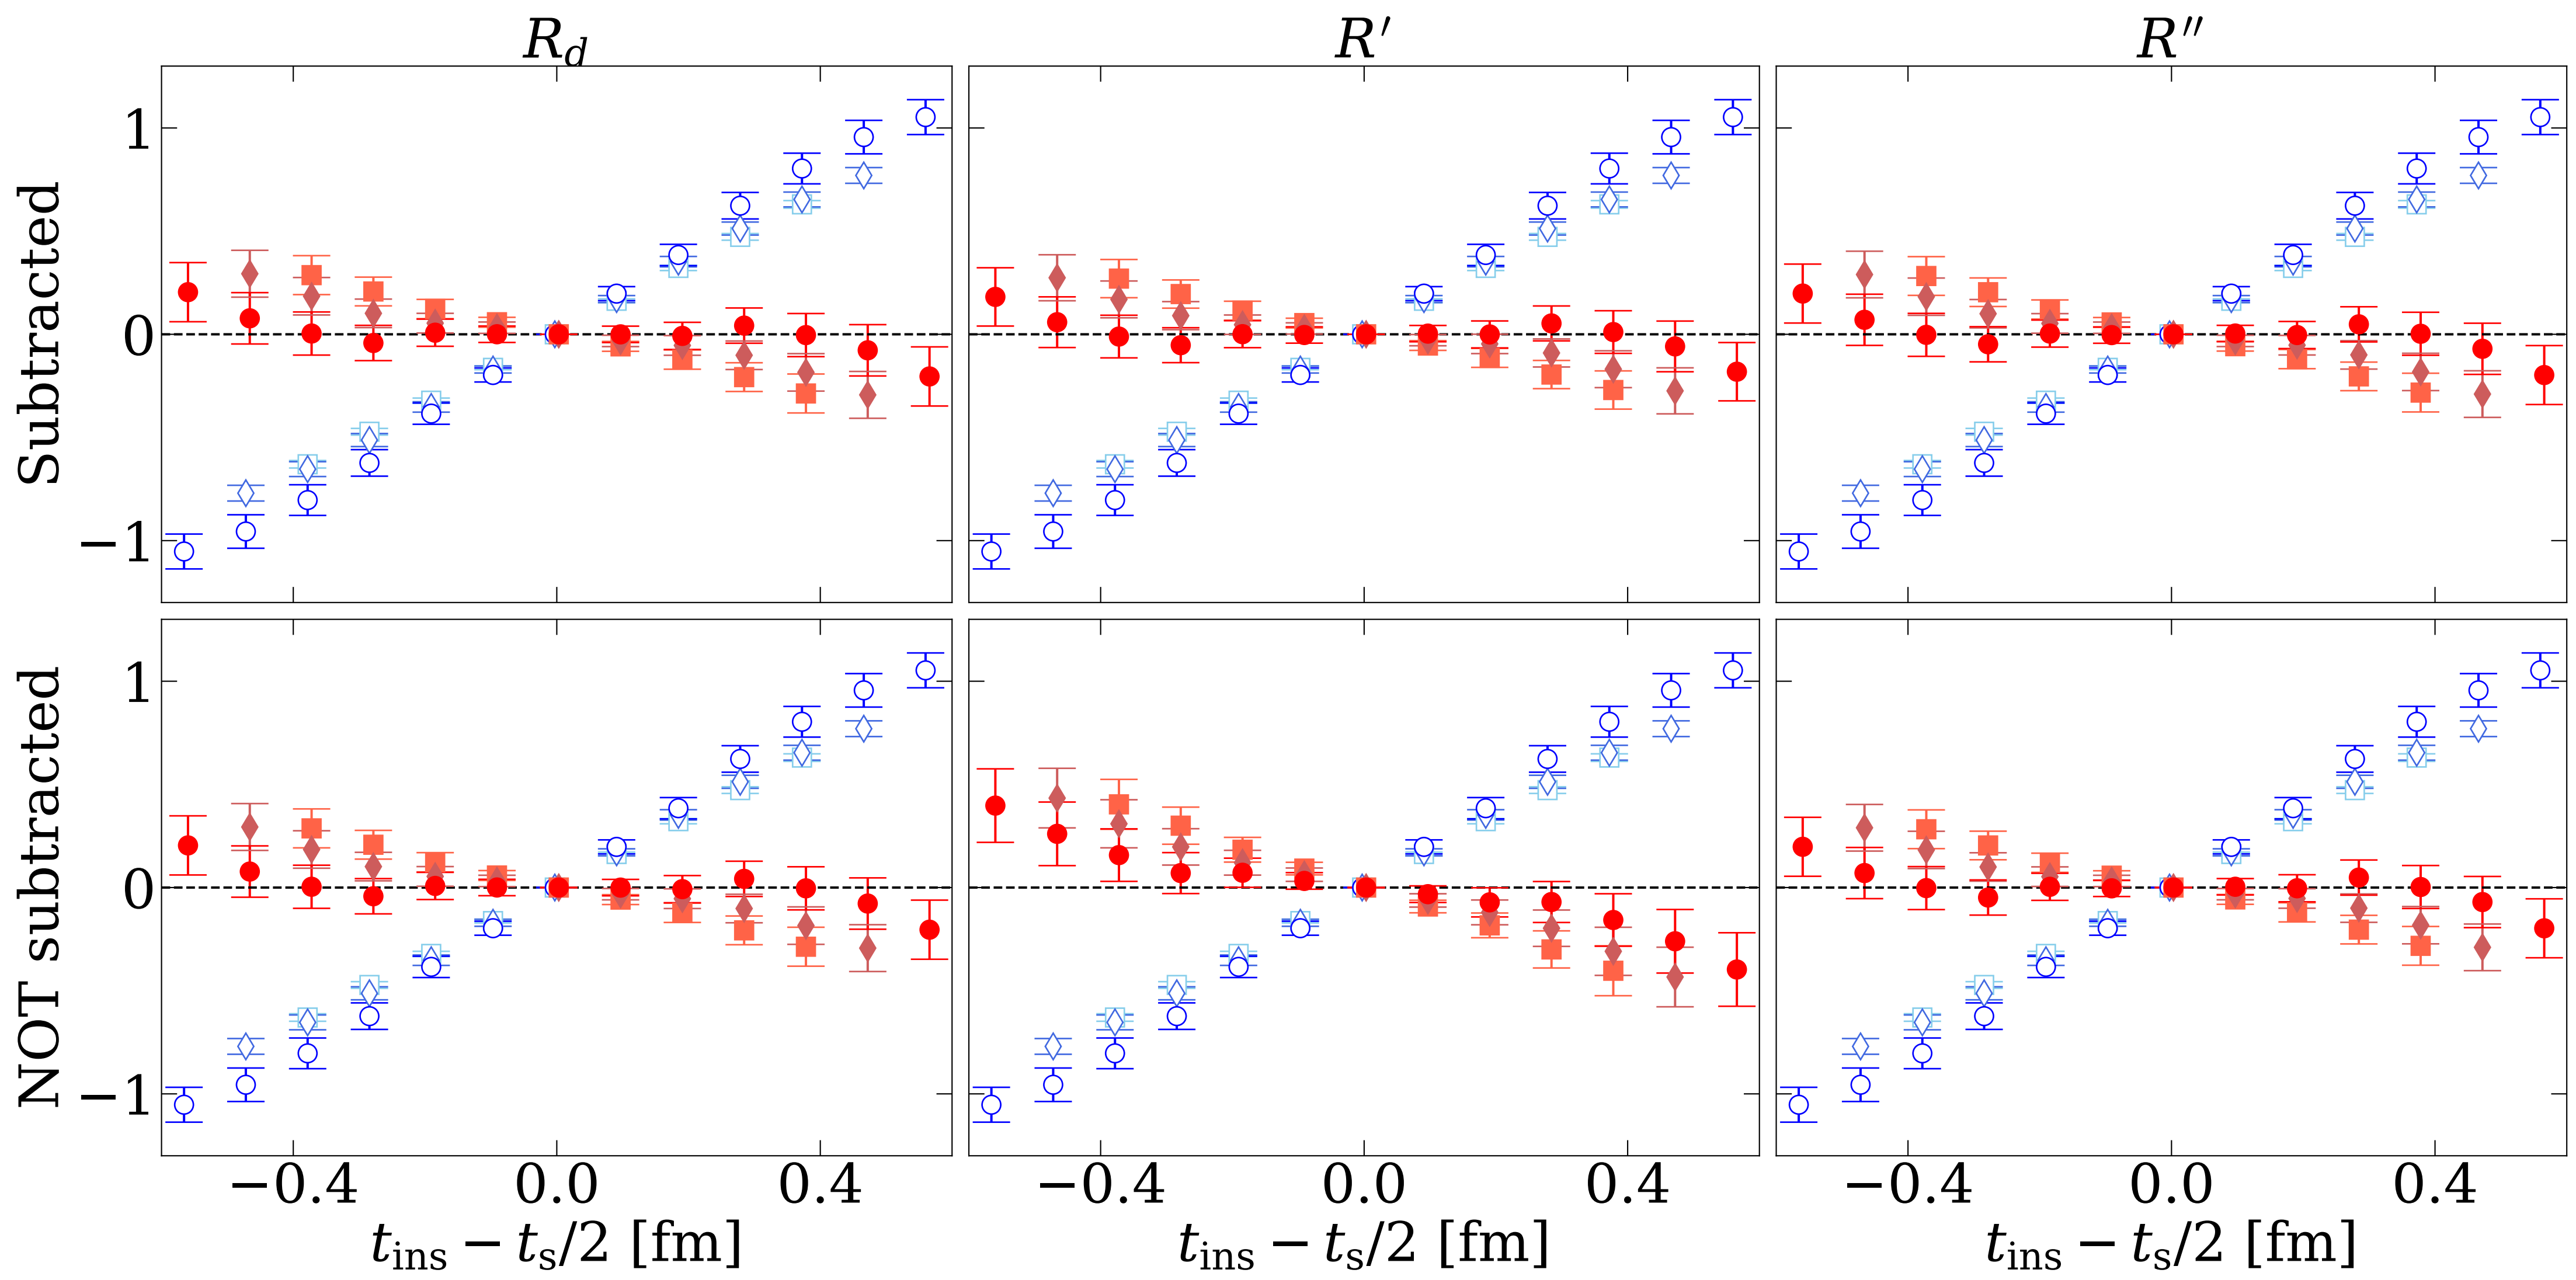 R_d R′ R″
Subtracted
1
0
−1
NOT subtracted
1
0
−1
−0.4 0.0 0.4 −0.4 0.0 0.4 −0.4 0.0 0.4
t_ins − t_s/2 [fm] t_ins − t_s/2 [fm] t_ins − t_s/2 [fm]